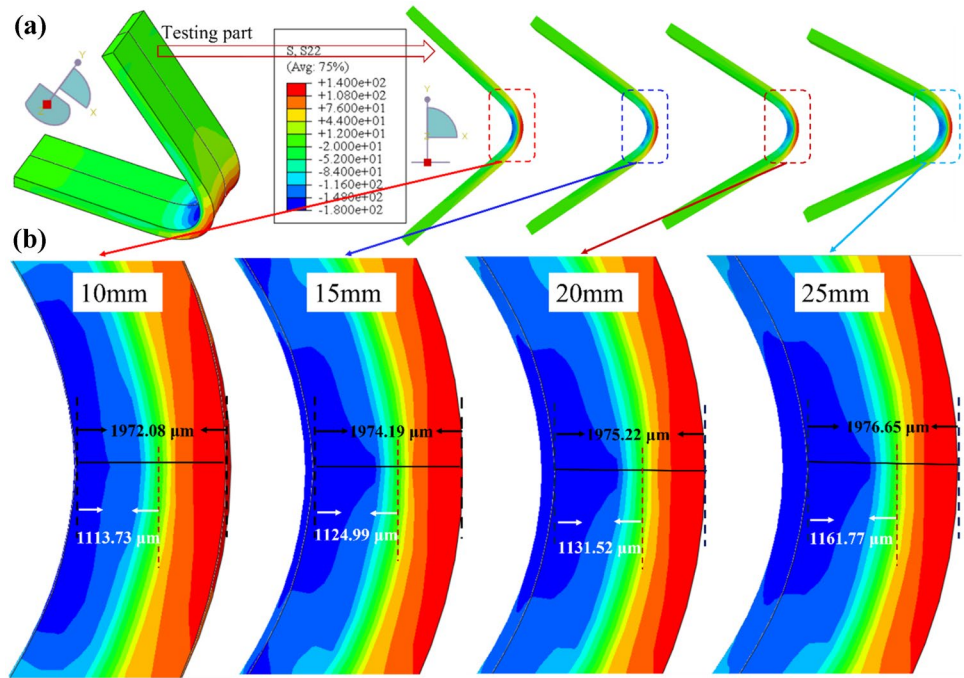 (a)
Testing part
S, S22
(Avg: 75%)
+1.400e+02
+1.080e+02
+7.600e+01
+4.400e+01
+1.200e+01
-2.000e+01
-5.200e+01
-8.400e+01
-1.160e+02
-1.480e+02
-1.800e+02
Y
X
Y
X
(b)
10mm
15mm
20mm
25mm
1972.08 μm
1974.19 μm
1975.22 μm
1976.65 μm
1113.73 μm
1124.99 μm
1131.52 μm
1161.77 μm